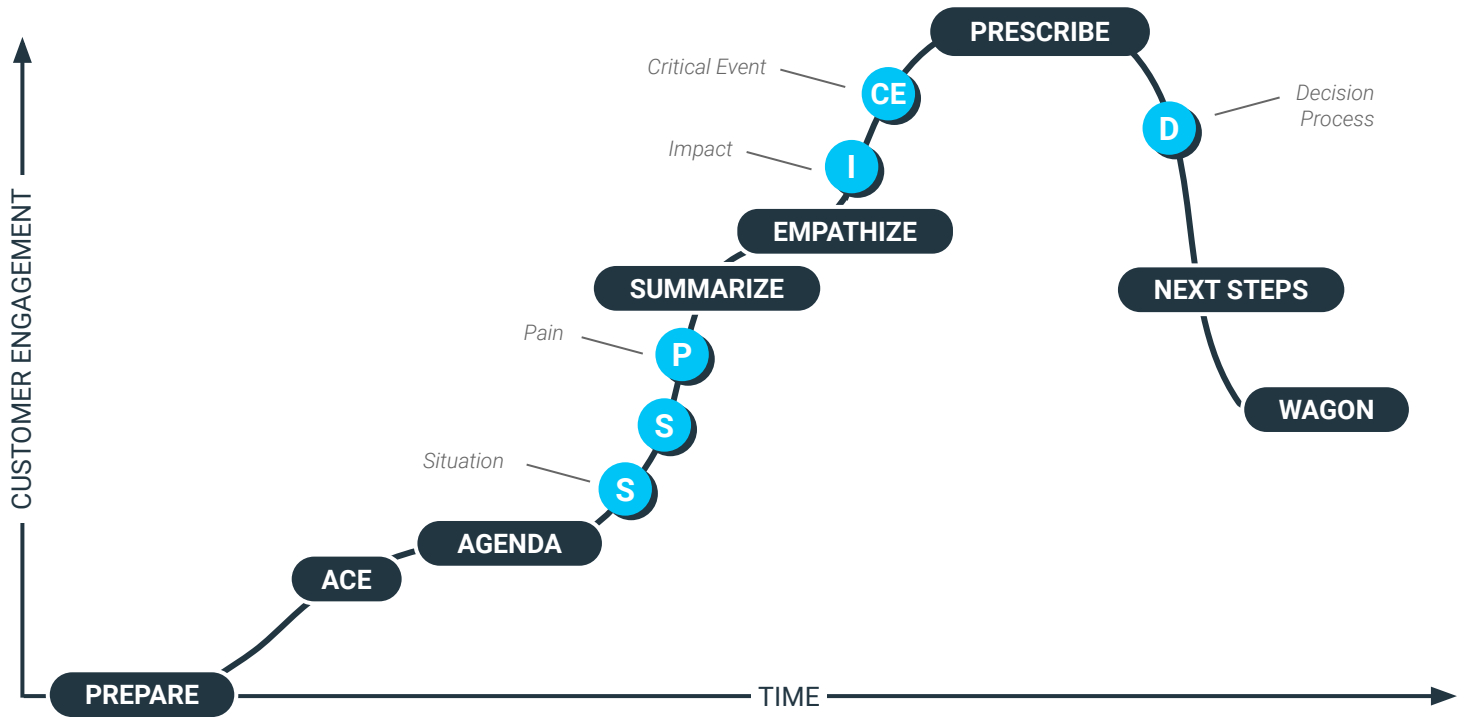 PRESCRIBE
Critical Event
CE
Decision
Process
D
Impact
I
EMPATHIZE
SUMMARIZE
NEXT STEPS
Pain
P
S
WAGON
Situation
S
AGENDA
ACE
PREPARE
CUSTOMER ENGAGEMENT
TIME